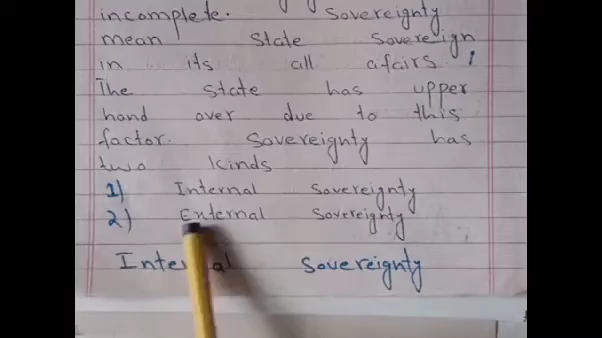 incomplete. Sovereignty
mean State Sovereign
in its all afairs.
The state has upper
hand over due to this
factor. Sovereignty has
two kinds
1) Internal Sovereignty
2) External Sovereignty
Internal Sovereignty